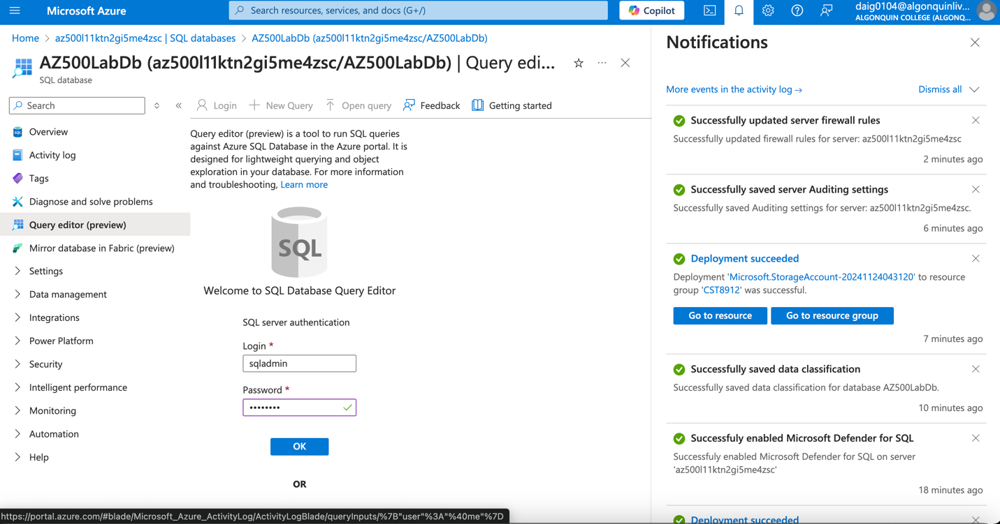 Microsoft Azure
Search resources, services, and docs (G+/)
Copilot
daig0104@algonquinliv...
ALGONQUIN COLLEGE (ALGONQ...
Home > az500l11ktn2gi5me4zsc | SQL databases > AZ500LabDb (az500l11ktn2gi5me4zsc/AZ500LabDb)
AZ500LabDb (az500l11ktn2gi5me4zsc/AZ500LabDb) | Query edi...
SQL database
Search
Overview
Activity log
Tags
Diagnose and solve problems
Query editor (preview)
Mirror database in Fabric (preview)
Settings
Data management
Integrations
Power Platform
Security
Intelligent performance
Monitoring
Automation
Help
Login
New Query
Open query
Feedback
Getting started
Query editor (preview) is a tool to run SQL queries
against Azure SQL Database in the Azure portal. It is
designed for lightweight querying and object
exploration in your database. For more information
and troubleshooting, Learn more
SQL
Welcome to SQL Database Query Editor
SQL server authentication
Login *
sqladmin
Password *
••••••••
OK
OR
https://portal.azure.com/#blade/Microsoft_Azure_ActivityLog/ActivityLogBlade/queryInputs/%7B"user"%3A"%40me"%7D
Notifications
More events in the activity log →
Dismiss all
Successfully updated server firewall rules
Successfully updated firewall rules for server: az500l11ktn2gi5me4zsc
2 minutes ago
Successfully saved server Auditing settings
Successfully saved Auditing settings for server: az500l11ktn2gi5me4zsc.
6 minutes ago
Deployment succeeded
Deployment 'Microsoft.StorageAccount-20241124043120' to resource
group 'CST8912' was successful.
Go to resource
Go to resource group
7 minutes ago
Successfully saved data classification
Successfully saved data classification for database AZ500LabDb.
10 minutes ago
Successfuly enabled Microsoft Defender for SQL
Successfuly enabled Microsoft Defender for SQL on server
'az500l11ktn2gi5me4zsc'
18 minutes ago
Deployment succeeded